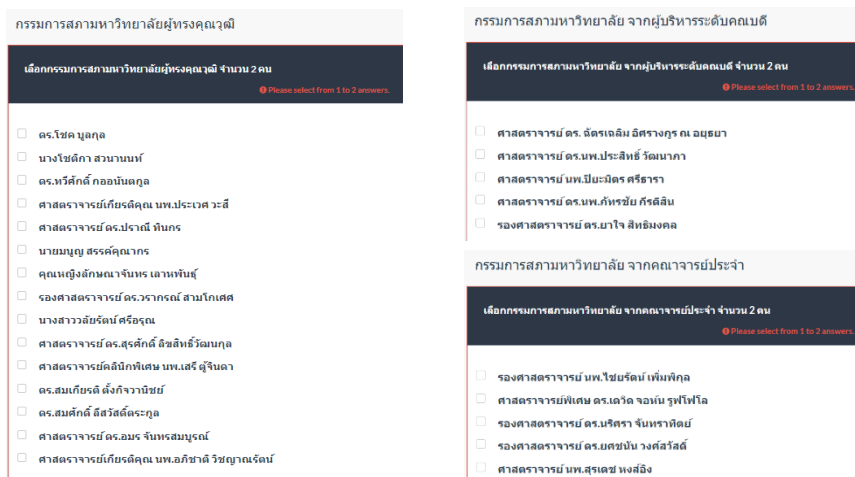 กรรมการสภามหาวิทยาลัยผู้ทรงคุณวุฒิ
เลือกกรรมการสภามหาวิทยาลัยผู้ทรงคุณวุฒิ จำนวน 2 คน
Please select from 1 to 2 answers.
ดร.โชค บูลกุล
นางโชติกา สวนานนท์
ดร.ทวีศักดิ์ กออนันตกูล
ศาสตราจารย์เกียรติคุณ นพ.ประเวศ วะสี
ศาสตราจารย์ ดร.ปราณี ทินกร
นายมนูญ สรรค์คุณากร
คุณหญิงลักษณาจันทร เลาหพันธุ์
รองศาสตราจารย์ ดร.วรากรณ์ สามโกเศศ
นางสาววลัยรัตน์ ศรีอรุณ
ศาสตราจารย์ ดร.สุรศักดิ์ ลิขสิทธิ์วัฒนกุล
ศาสตราจารย์คลินิกพิเศษ นพ.เสรี ตู้จินดา
ดร.สมเกียรติ ตั้งกิจวานิชย์
ดร.สมศักดิ์ ลีสวัสดิ์ตระกูล
ศาสตราจารย์ ดร.อมร จันทรสมบูรณ์
ศาสตราจารย์เกียรติคุณ นพ.อภิชาติ วิชญาณรัตน์
กรรมการสภามหาวิทยาลัย จากผู้บริหารระดับคณบดี
เลือกกรรมการสภามหาวิทยาลัย จากผู้บริหารระดับคณบดี จำนวน 2 คน
Please select from 1 to 2 answers.
ศาสตราจารย์ ดร. ฉัตรเฉลิม อิศรางกูร ณ อยุธยา
ศาสตราจารย์ ดร.นพ.ประสิทธิ์ วัฒนาภา
ศาสตราจารย์ นพ.ปิยะมิตร ศรีธรา
ศาสตราจารย์ ดร.นพ.ภัทรชัย กีรติสิน
รองศาสตราจารย์ ดร.ยาใจ สิทธิมงคล
กรรมการสภามหาวิทยาลัย จากคณาจารย์ประจำ
เลือกกรรมการสภามหาวิทยาลัย จากคณาจารย์ประจำ จำนวน 2 คน
Please select from 1 to 2 answers.
รองศาสตราจารย์ นพ.ไชยรัตน์ เพิ่มพิกุล
ศาสตราจารย์พิเศษ ดร.เดวิด จอห์น รูฟโฟโล
รองศาสตราจารย์ ดร.นริศรา จันทราทิตย์
รองศาสตราจารย์ ดร.ยศชนัน วงศ์สวัสดิ์
ศาสตราจารย์ นพ.สุรเดช หงส์อิง